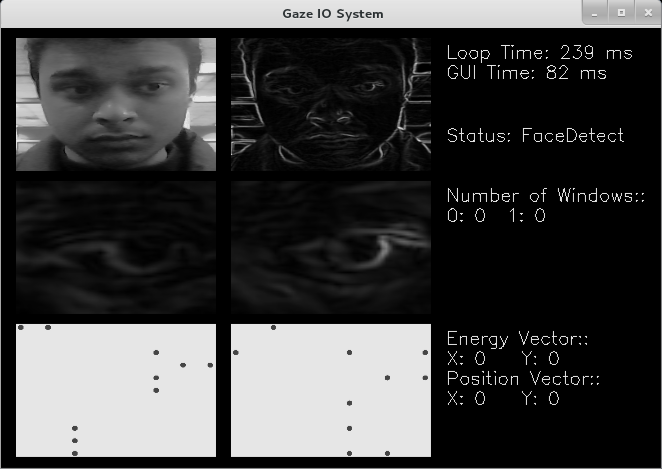 Gaze IO System
Loop Time: 239 ms
GUI Time: 82 ms
Status: FaceDetect
Number of Windows::
0: 0 1: 0
Energy Vector::
X: 0 Y: 0
Position Vector::
X: 0 Y: 0